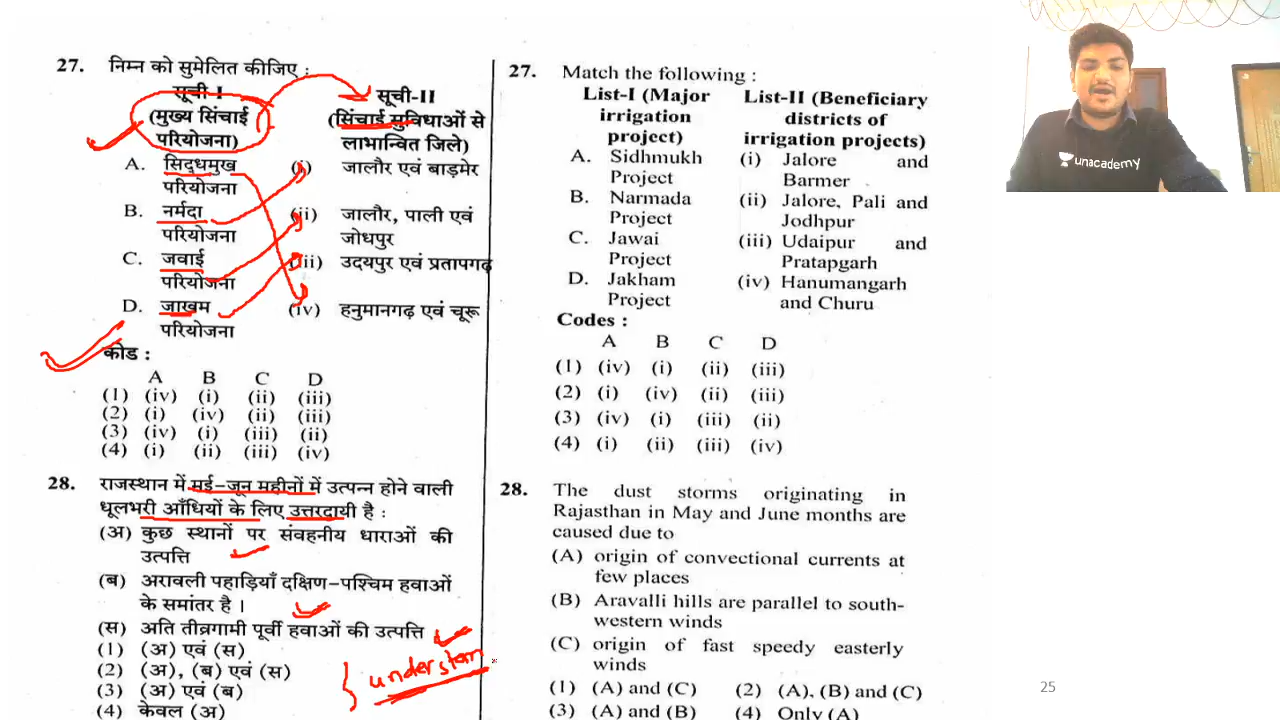 27. निम्न को सुमेलित कीजिए :
सूची-I
(मुख्य सिंचाई
परियोजना)
सूची-II
(सिंचाई सुविधाओं से
लाभान्वित जिले)
A. सिद्धमुख
परियोजना
(i) जालौर एवं बाड़मेर
B. नर्मदा
परियोजना
(ii) जालौर, पाली एवं
जोधपुर
C. जवाई
परियोजना
(iii) उदयपुर एवं प्रतापगढ़
D. जाखम
परियोजना
(iv) हनुमानगढ़ एवं चूरू
कोड :
A B C D
(1) (iv) (i) (ii) (iii)
(2) (i) (iv) (ii) (iii)
(3) (iv) (i) (iii) (ii)
(4) (i) (ii) (iii) (iv)
28. राजस्थान में मई-जून महीनों में उत्पन्न होने वाली
धूलभरी आँधियों के लिए उत्तरदायी है :
(अ) कुछ स्थानों पर संवहनीय धाराओं की
उत्पत्ति
(ब) अरावली पहाड़ियाँ दक्षिण-पश्चिम हवाओं
के समांतर है ।
(स) अति तीव्रगामी पूर्वी हवाओं की उत्पत्ति
(1) (अ) एवं (स)
(2) (अ), (ब) एवं (स)
(3) (अ) एवं (ब)
(4) केवल (अ)
understan
27. Match the following :
List-I (Major
irrigation
project)
List-II (Beneficiary
districts of
irrigation projects)
A. Sidhmukh
Project
(i) Jalore and
Barmer
B. Narmada
Project
(ii) Jalore, Pali and
Jodhpur
C. Jawai
Project
(iii) Udaipur and
Pratapgarh
D. Jakham
Project
(iv) Hanumangarh
and Churu
Codes :
A B C D
(1) (iv) (i) (ii) (iii)
(2) (i) (iv) (ii) (iii)
(3) (iv) (i) (iii) (ii)
(4) (i) (ii) (iii) (iv)
28. The dust storms originating in
Rajasthan in May and June months are
caused due to
(A) origin of convectional currents at
few places
(B) Aravalli hills are parallel to south-
western winds
(C) origin of fast speedy easterly
winds
(1) (A) and (C) (2) (A), (B) and (C)
(3) (A) and (B) (4) Only (A)
unacademy
25